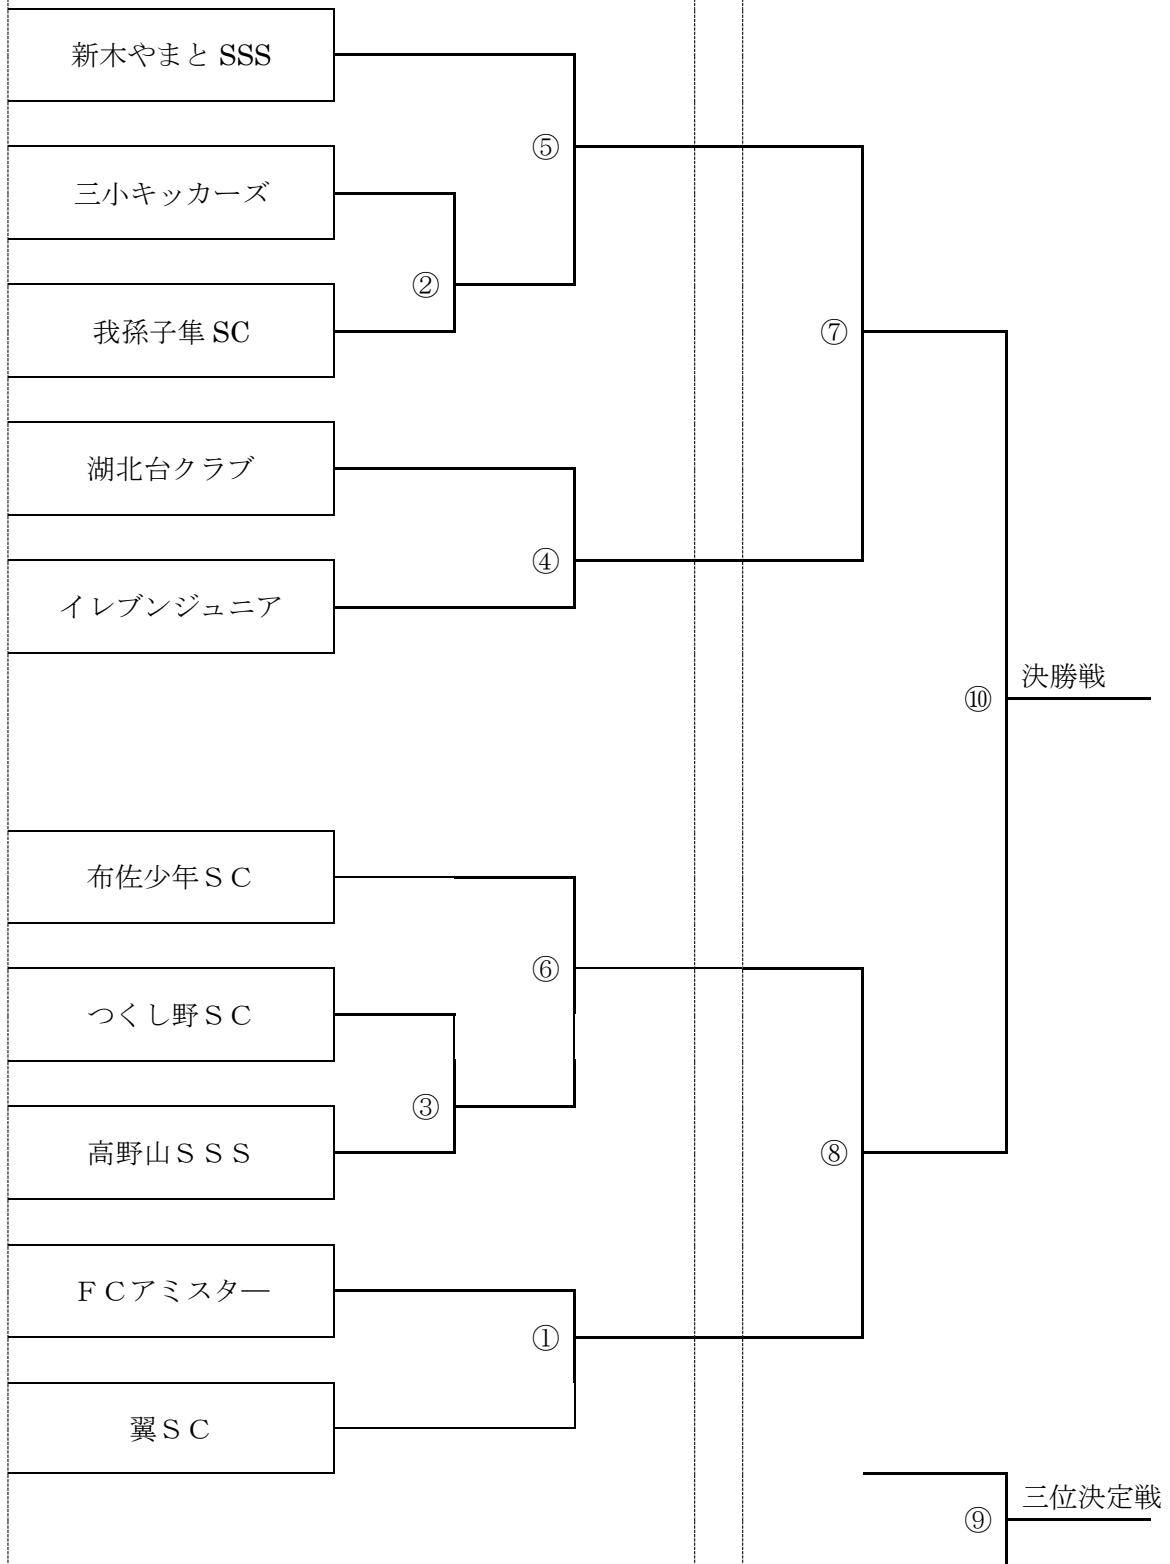 新木やまと SSS
⑤
三小キッカーズ
②
我孫子隼 SC
⑦
湖北台クラブ
④
イレブンジュニア
決勝戦
⑩
布佐少年ＳＣ
⑥
つくし野ＳＣ
③
高野山ＳＳＳ
⑧
ＦＣアミスタ―
①
翼ＳＣ
三位決定戦
⑨